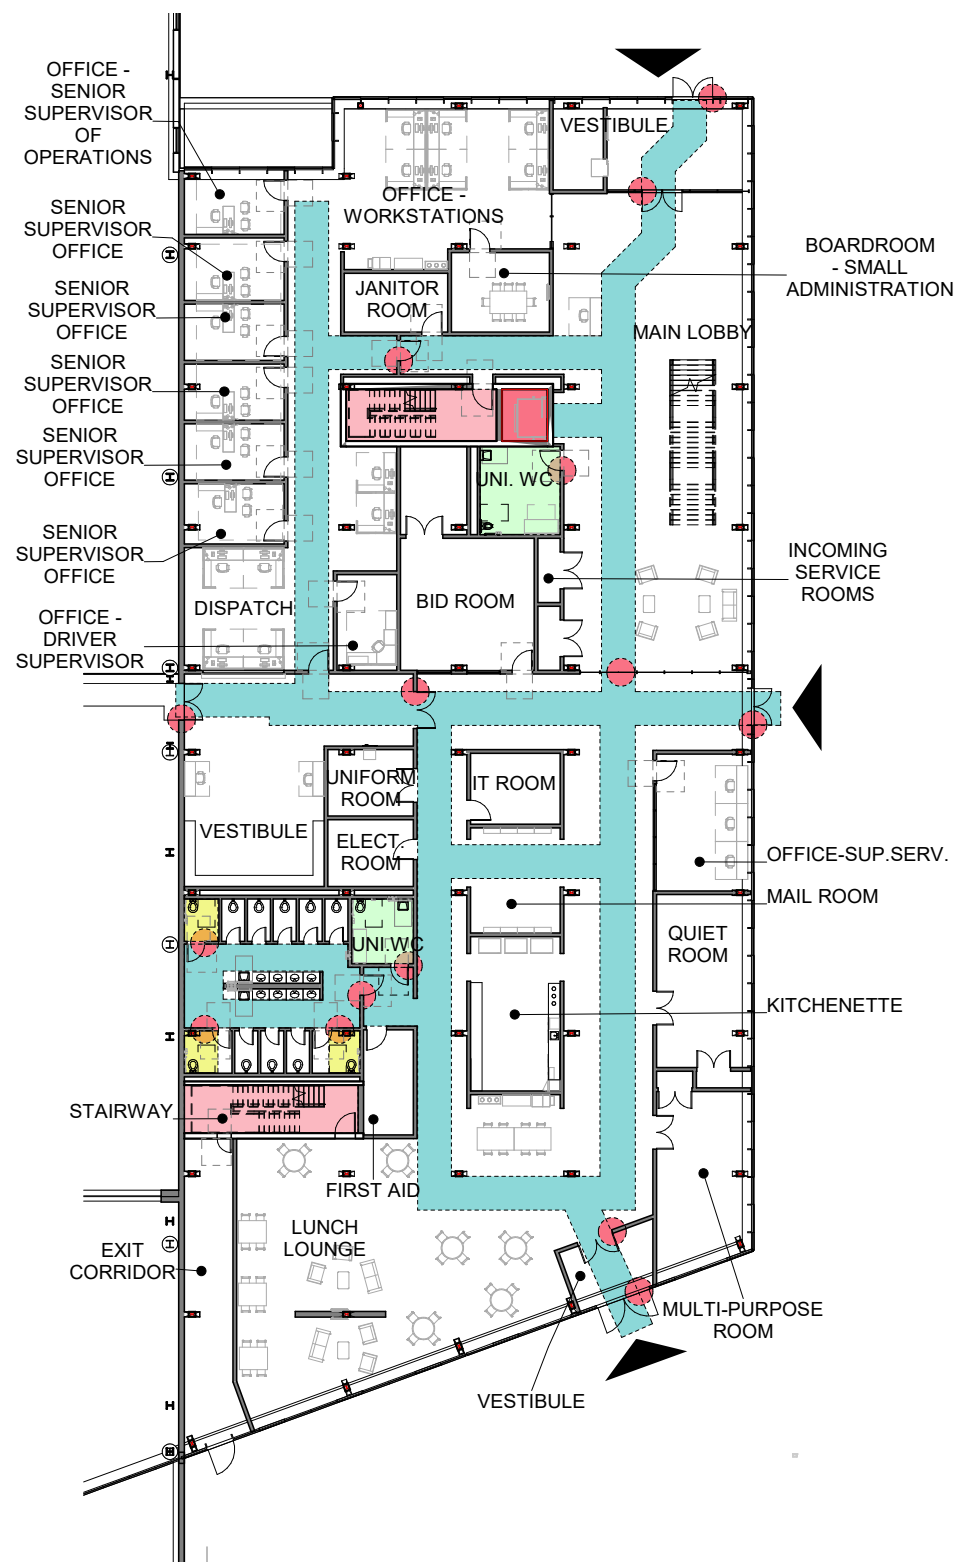 OFFICE -
SENIOR
SUPERVISOR
OF
OPERATIONS
VESTIBULE
OFFICE -
WORKSTATIONS
SENIOR
SUPERVISOR
OFFICE
BOARDROOM
- SMALL
ADMINISTRATION
SENIOR
SUPERVISOR
OFFICE
JANITOR
ROOM
MAIN LOBBY
SENIOR
SUPERVISOR
OFFICE
SENIOR
SUPERVISOR
OFFICE
UNI. WC
SENIOR
SUPERVISOR
OFFICE
INCOMING
SERVICE
ROOMS
DISPATCH
BID ROOM
OFFICE -
DRIVER
SUPERVISOR
UNIFORM
ROOM
IT ROOM
VESTIBULE
ELECT.
ROOM
OFFICE-SUP.SERV.
MAIL ROOM
UNI.WC
QUIET
ROOM
KITCHENETTE
STAIRWAY
FIRST AID
LUNCH
LOUNGE
EXIT
CORRIDOR
MULTI-PURPOSE
ROOM
VESTIBULE